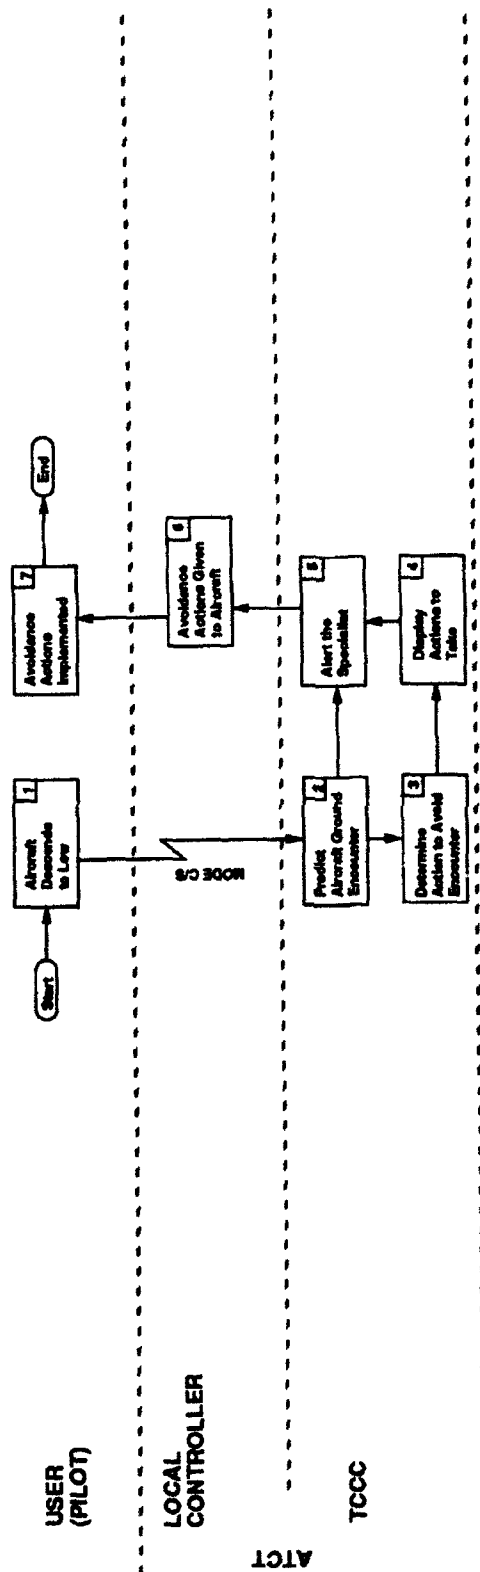 USER
(PILOT)
Start
Aircraft
Descends
to Low
1
Avoidance
Actions
Implemented
7
End
LOCAL
CONTROLLER
MODE C/S
Avoidance
Actions Given
to Aircraft
6
ATCT
TCCC
Predict
Aircraft Ground
Encounter
2
Alert the
Specialist
5
Determine
Action to Avoid
Encounter
3
Display
Actions to
Take
4